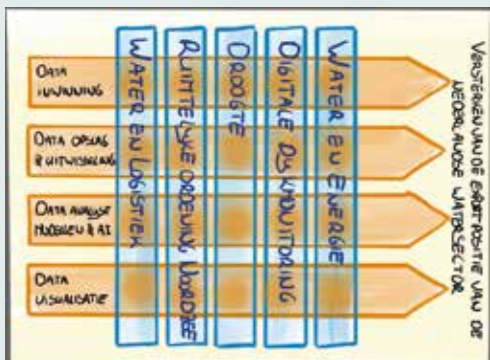 DATA
INWINNING
DATA OPSLAG
& UITWISSELING
DATA ANALYSE
MODELLEN & AI
DATA
VISUALISATIE
WATER EN LOGISTIEK
RUIMTELIJKE ORDENING NOORDZEE
DROOGTE
DIGITALE DIJKMONITORING
WATER EN ENERGIE
VERSTERKEN VAN DE EXPORTPOSITIE VAN DE
NEDERLANDSE WATERSECTOR